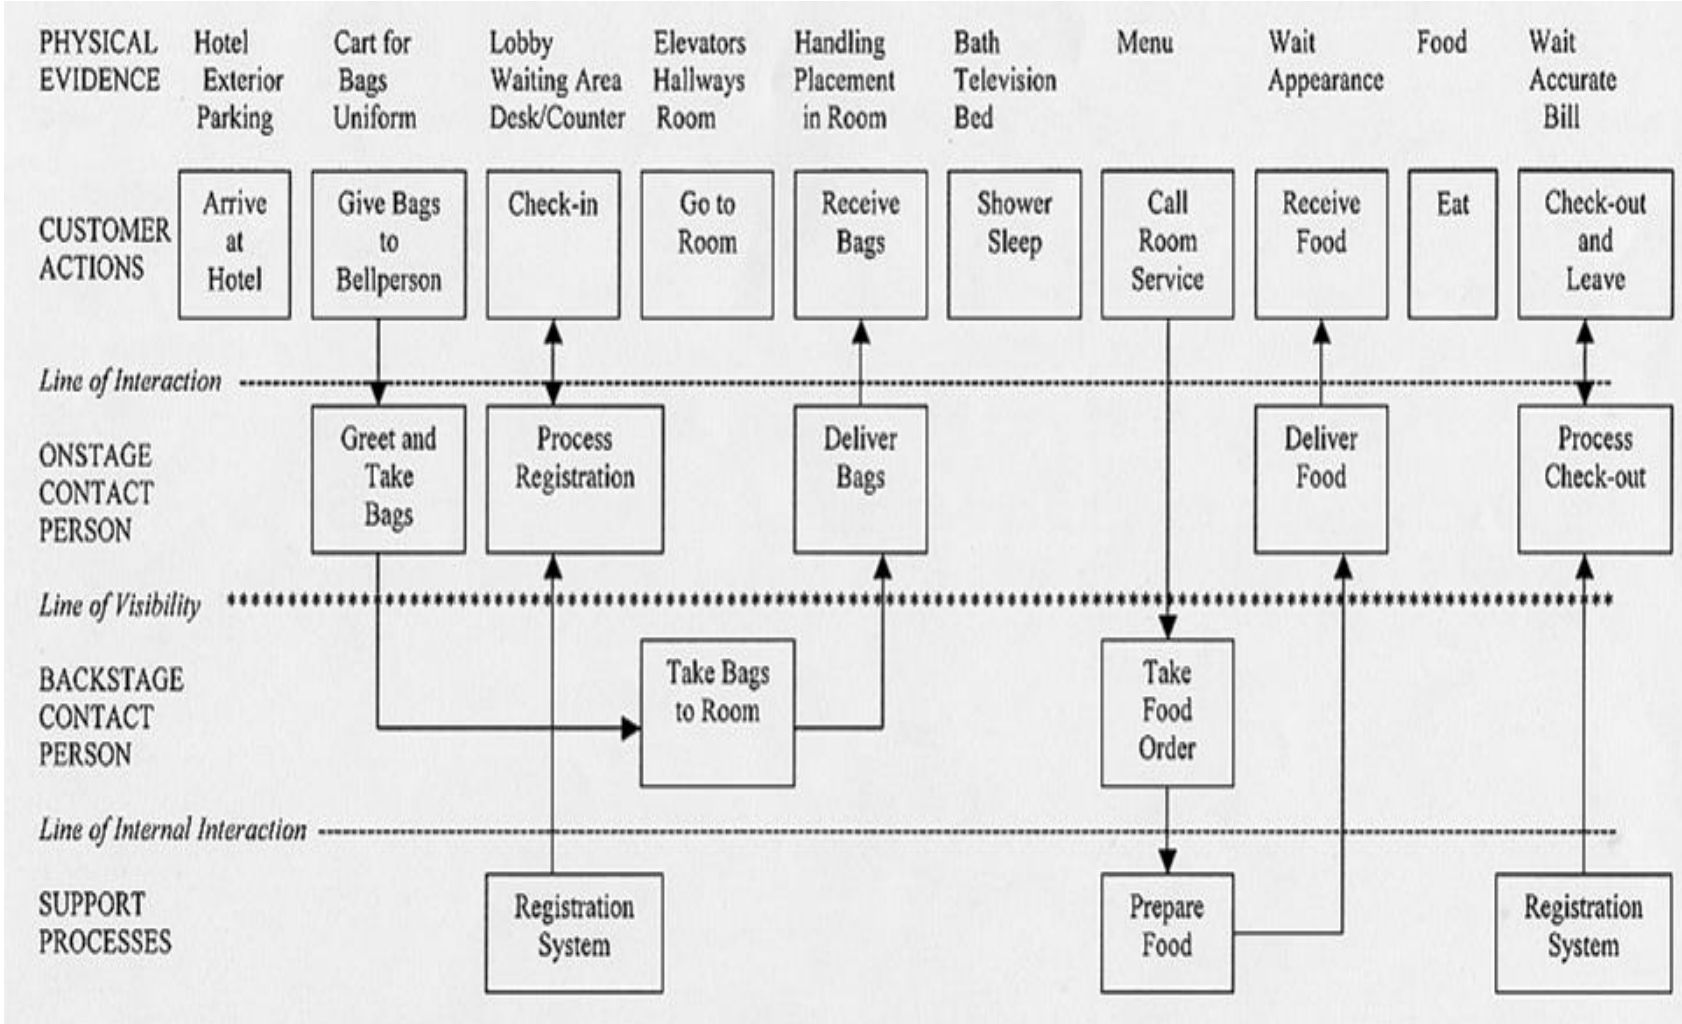 PHYSICAL EVIDENCE
Hotel Exterior Parking
Cart for Bags Uniform
Lobby Waiting Area Desk/Counter
Elevators Hallways Room
Handling Placement in Room
Bath Television Bed
Menu
Wait Appearance
Food
Wait Accurate Bill
CUSTOMER ACTIONS
Arrive at Hotel
Give Bags to Bellperson
Check-in
Go to Room
Receive Bags
Shower Sleep
Call Room Service
Receive Food
Eat
Check-out and Leave
Line of Interaction
ONSTAGE CONTACT PERSON
Greet and Take Bags
Process Registration
Deliver Bags
Deliver Food
Process Check-out
Line of Visibility
BACKSTAGE CONTACT PERSON
Take Bags to Room
Take Food Order
Line of Internal Interaction
SUPPORT PROCESSES
Registration System
Prepare Food
Registration System